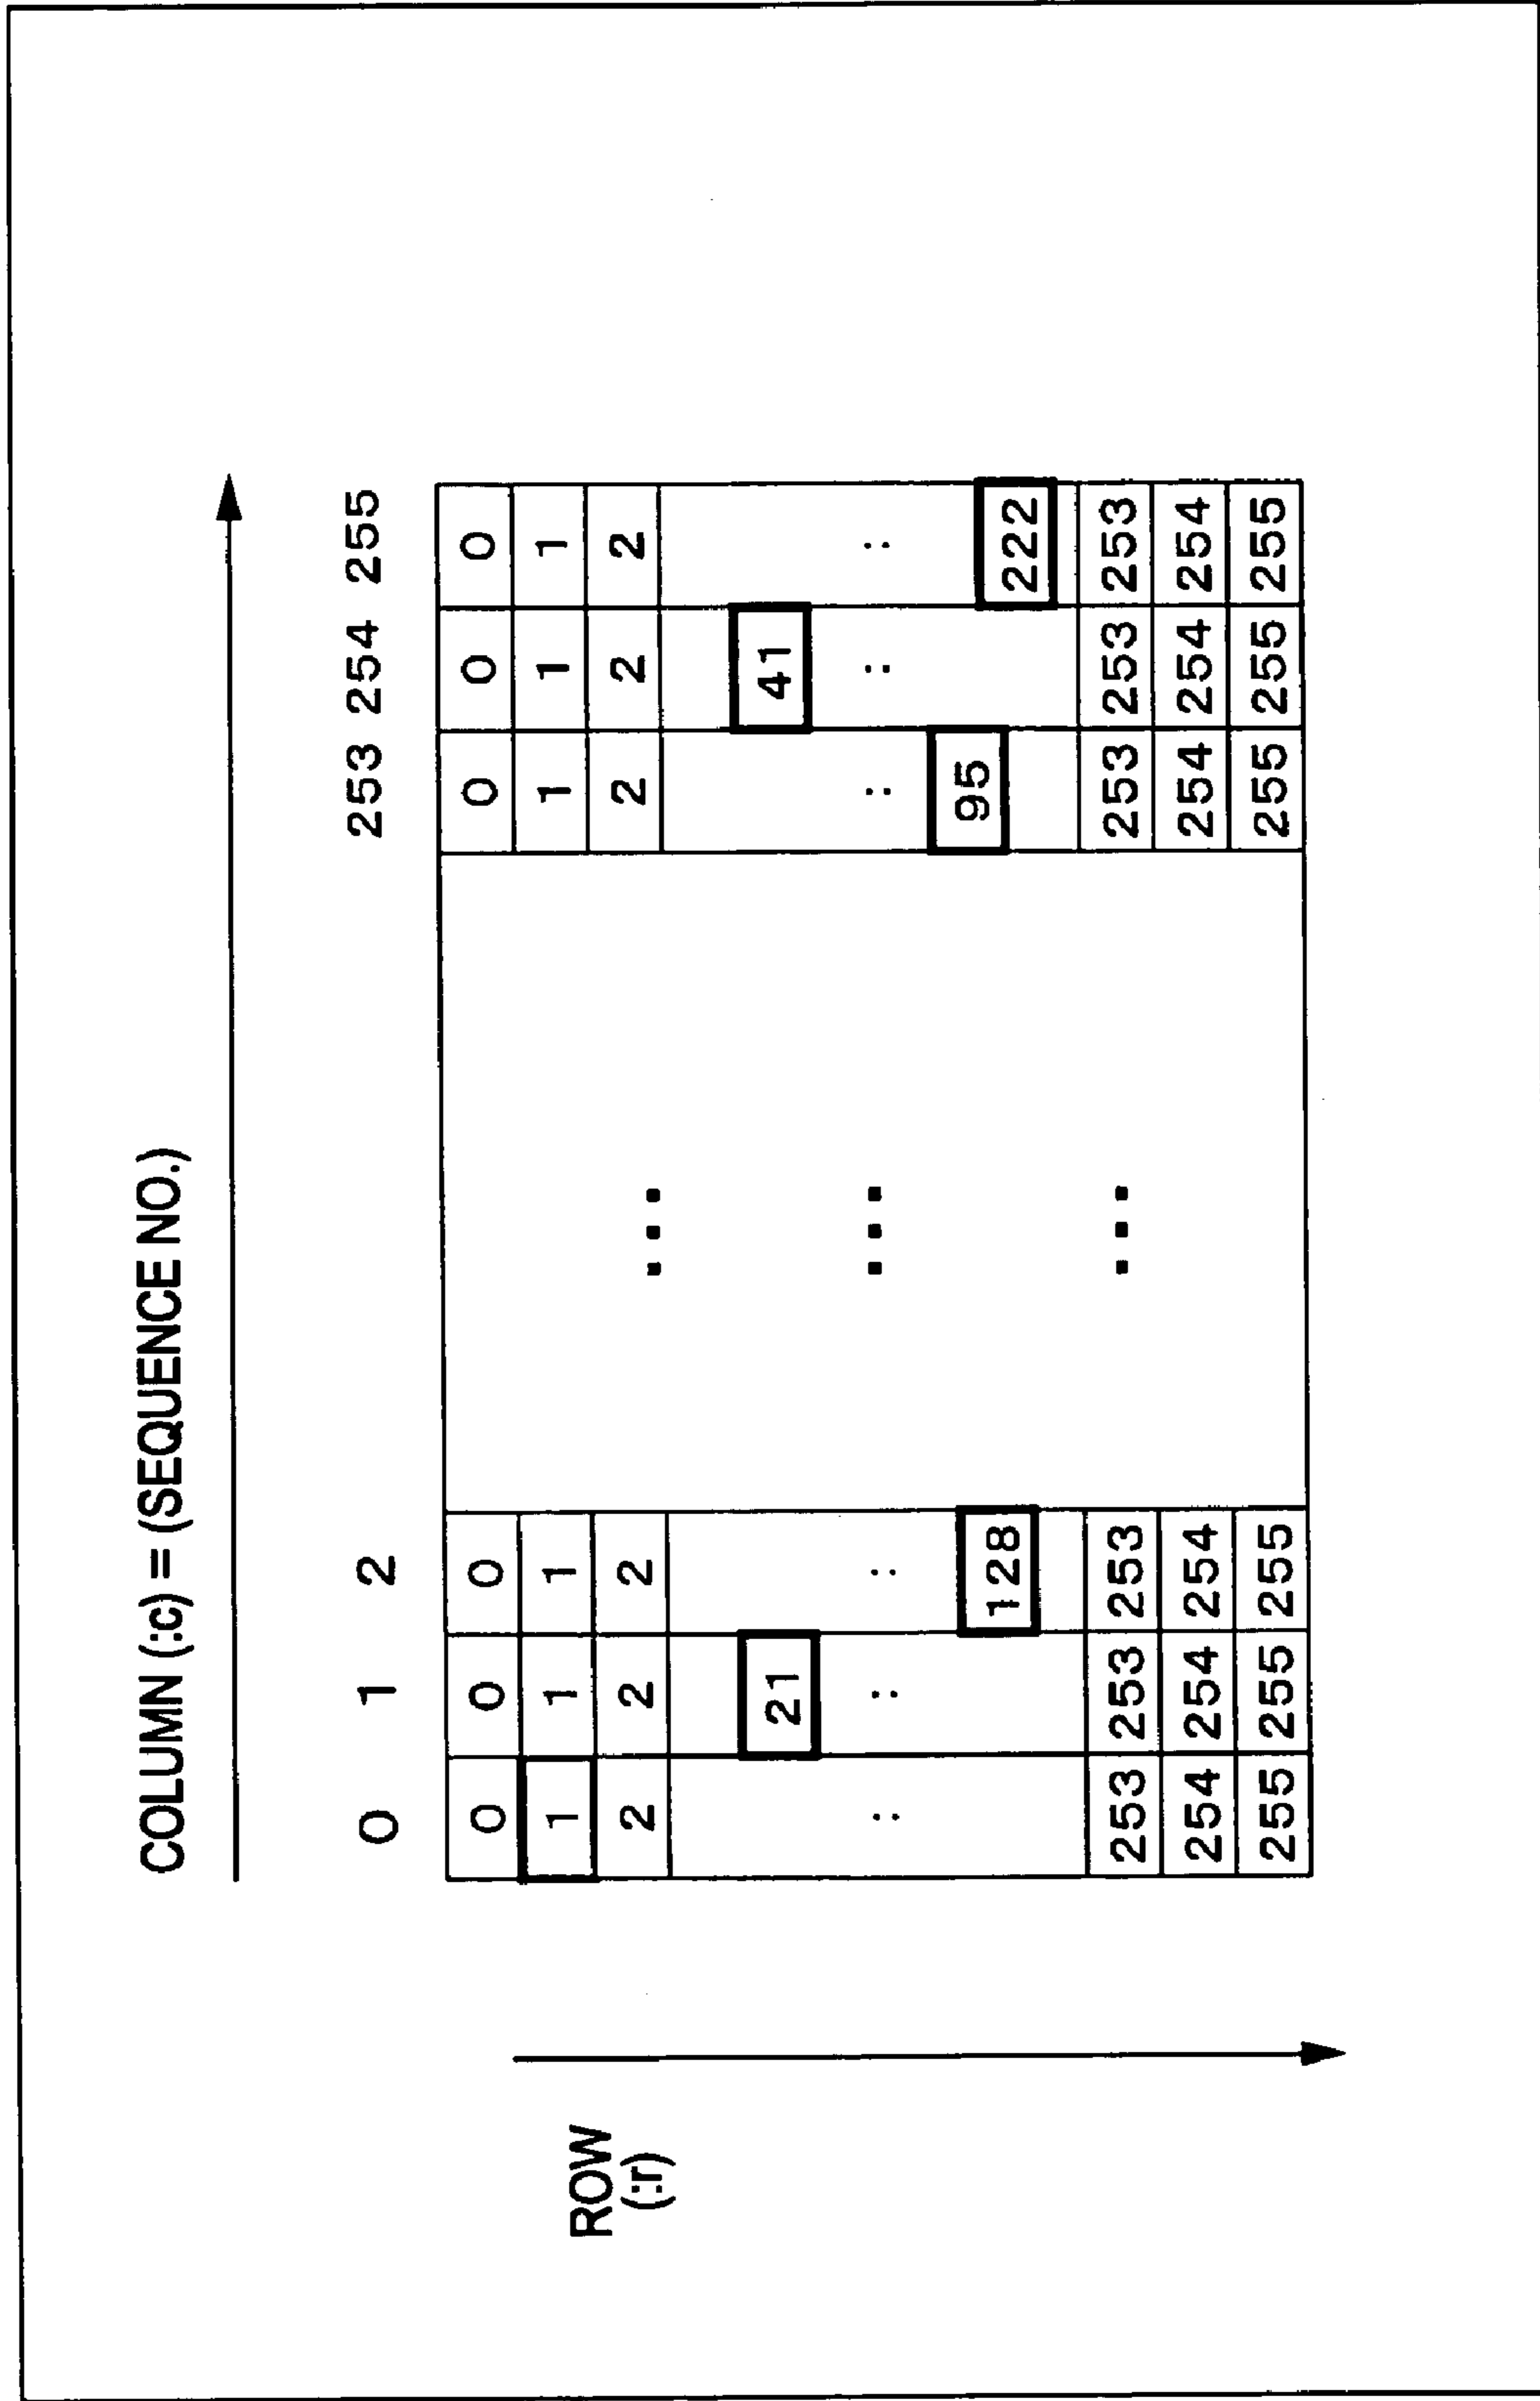 COLUMN (:c) = (SEQUENCE NO.)
0 1 2 253 254 255
ROW
(:r)
0 0 0 0 0 0
1 1 1 1 1 1
2 2 2 2 2 2
21 41
: : : : : :
128 95 222
253 253 253 253 253 253
254 254 254 254 254 254
255 255 255 255 255 255